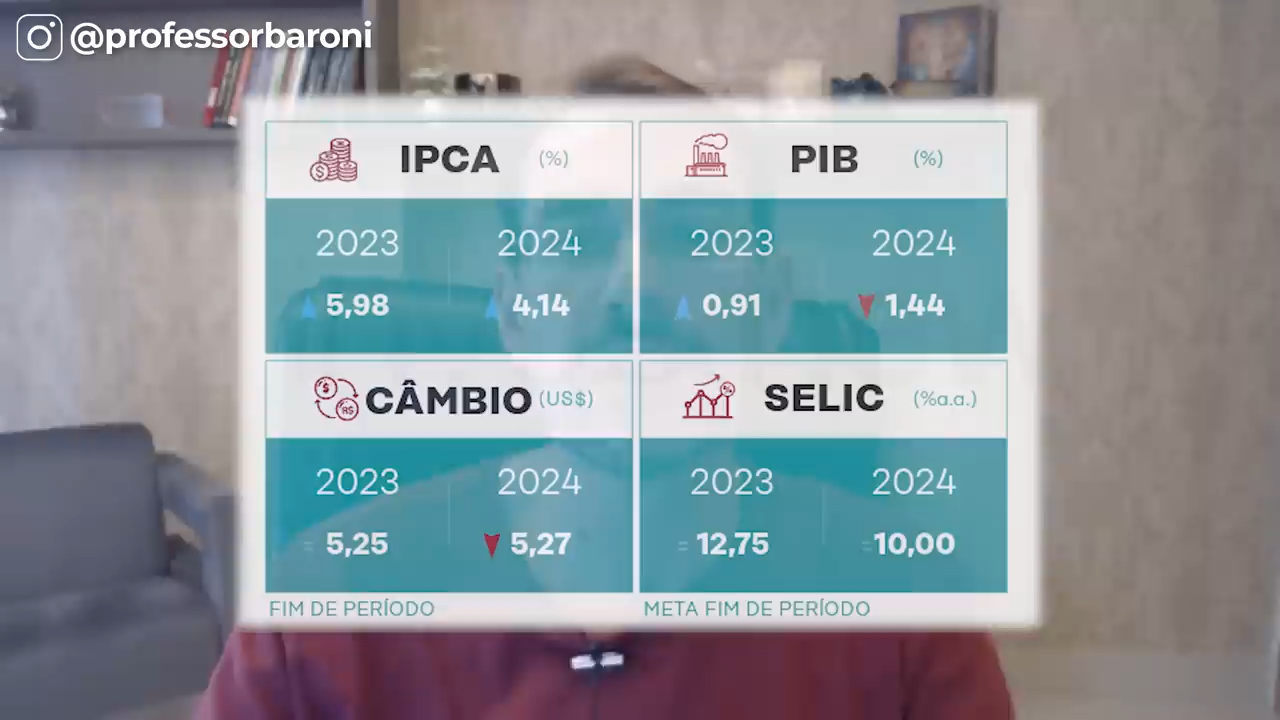 @professorbaroni
IPCA (%)
PIB (%)
2023 2024
2023 2024
5,98 4,14
0,91 1,44
CÂMBIO (US$)
SELIC (%a.a.)
2023 2024
2023 2024
= 5,25 5,27
= 12,75 =10,00
FIM DE PERÍODO
META FIM DE PERÍODO